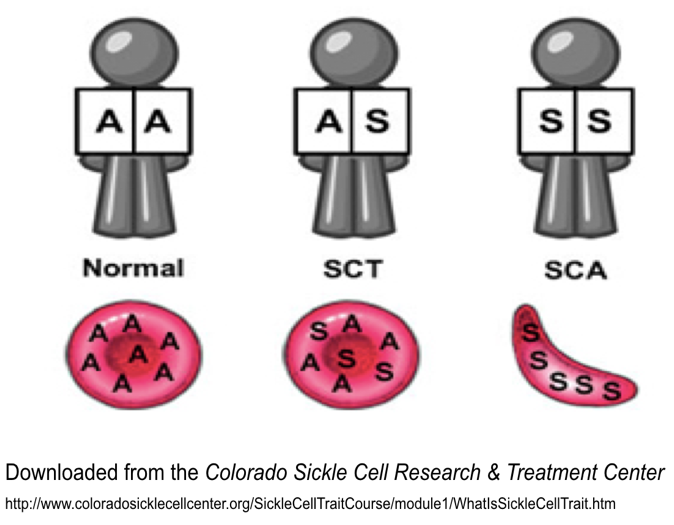 A A A S S S
Normal SCT SCA
A A A A A A A
S A A A S S A
S S S S S
Downloaded from the Colorado Sickle Cell Research & Treatment Center
http://www.coloradosicklecellcenter.org/SickleCellTraitCourse/module1/WhatIsSickleCellTrait.htm